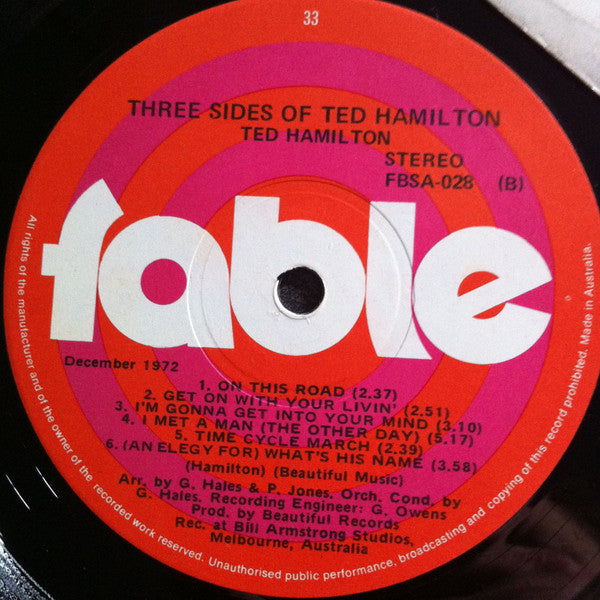 33
THREE SIDES OF TED HAMILTON
TED HAMILTON
STEREO
FBSA-028 (B)
fable
December 1972
1. ON THIS ROAD (2.37)
2. GET ON WITH YOUR LIVIN' (2.51)
3. I'M GONNA GET INTO YOUR MIND (3.10)
4. I MET A MAN (THE OTHER DAY) (5.17)
5. TIME CYCLE MARCH (2.39)
6. (AN ELEGY FOR) WHAT'S HIS NAME (3.58)
(Hamilton) (Beautiful Music)
Arr. by G. Hales & P. Jones. Orch. Cond. by
G. Hales. Recording Engineer: G. Owens
Prod. by Beautiful Records
Rec. at Bill Armstrong Studios,
Melbourne, Australia
All rights of the manufacturer and of the owner of the recorded work reserved. Unauthorised public performance, broadcasting and copying of this record prohibited. Made in Australia.